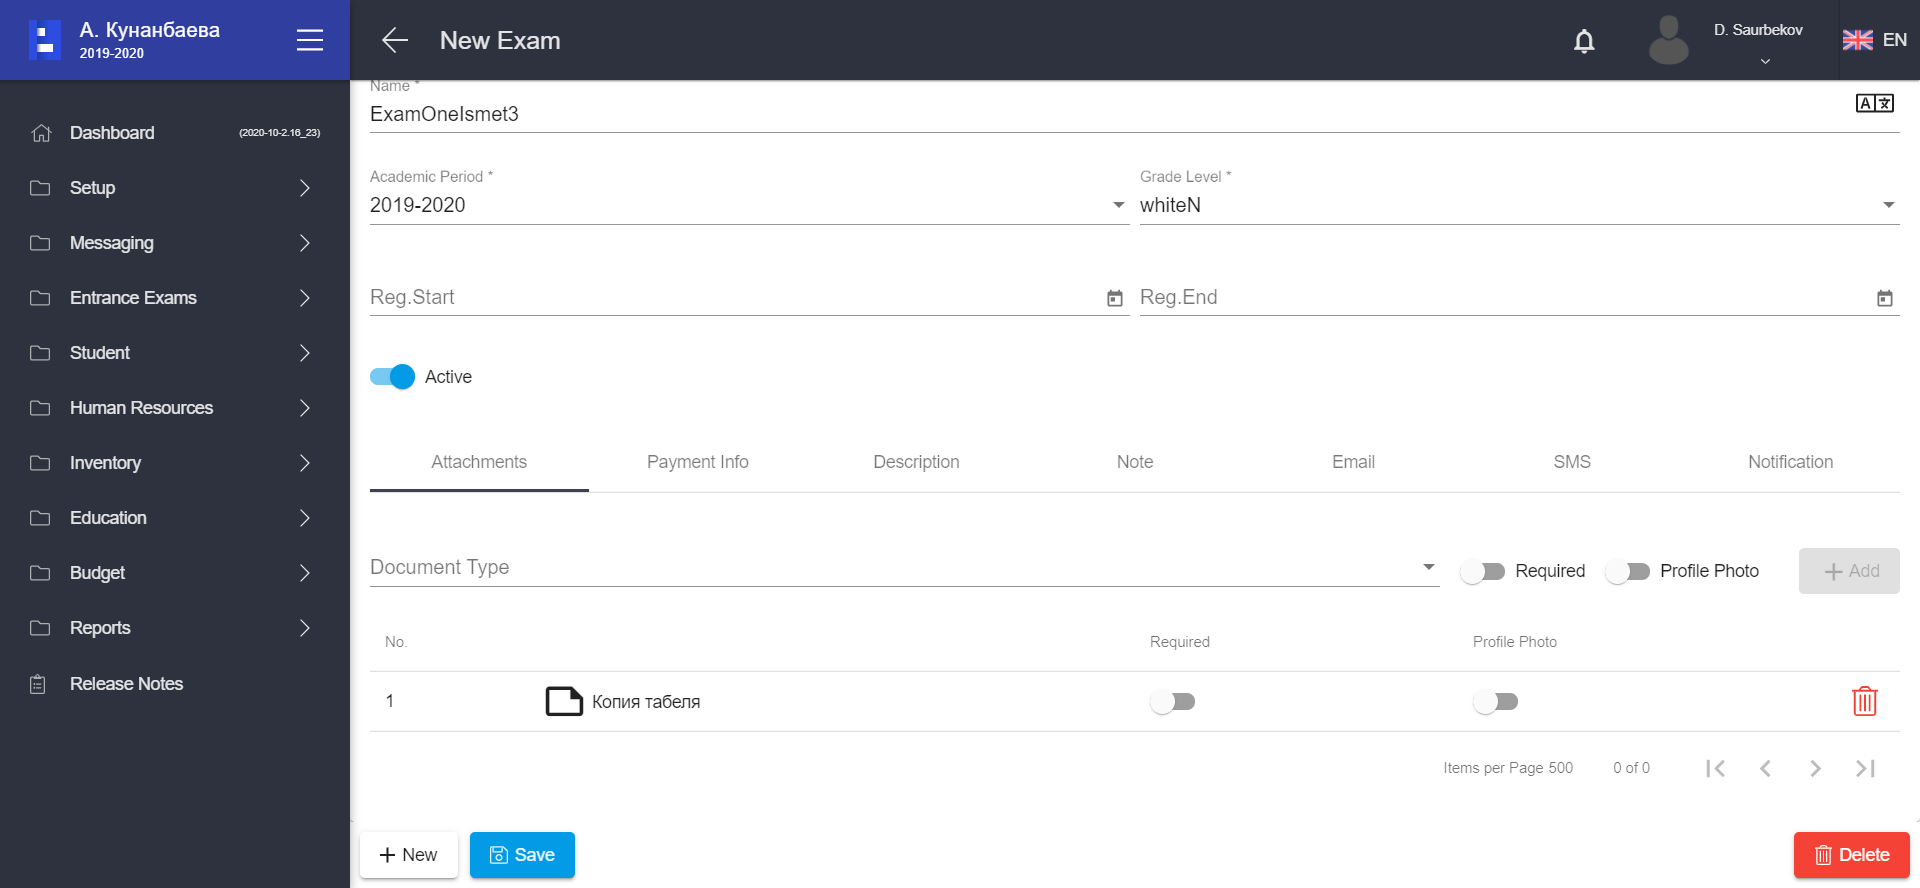 А. Кунанбаева
2019-2020
New Exam
D. Saurbekov
EN
Dashboard
(2020-10-2.16_23)
Setup
Messaging
Entrance Exams
Student
Human Resources
Inventory
Education
Budget
Reports
Release Notes
Name *
ExamOneIsmet3
Academic Period *
2019-2020
Grade Level *
whiteN
Reg.Start
Reg.End
Active
Attachments
Payment Info
Description
Note
Email
SMS
Notification
Document Type
Required
Profile Photo
+ Add
No.
Required
Profile Photo
1
Копия табеля
Items per Page 500
0 of 0
+ New
Save
Delete